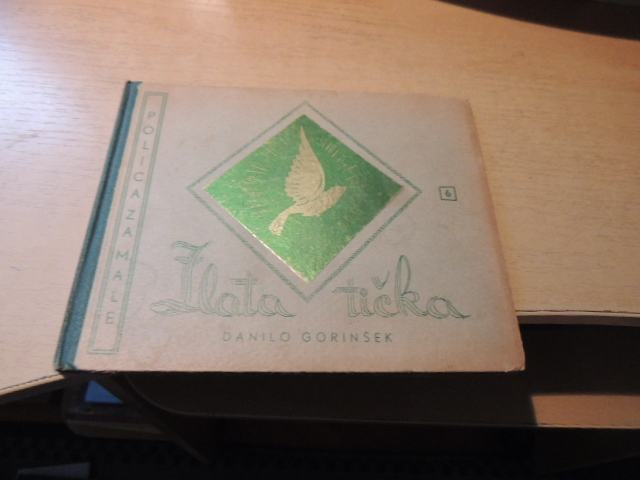 POLICA ZA MALE
6
Zlata tička
DANILO GORINŠEK